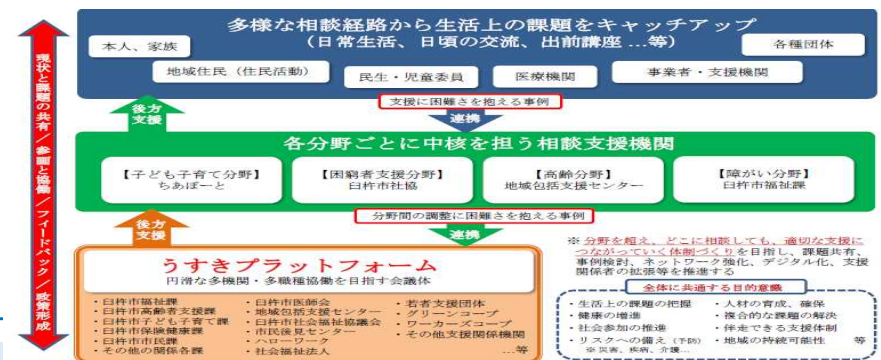 多様な相談経路から生活上の課題をキャッチアップ
（日常生活、日頃の交流、出前講座 …等）
本人、家族
各種団体
地域住民（住民活動）
民生・児童委員
医療機関
事業者・支援機関
現状と課題の共有／参画と協働／フィードバック／政策形成
後方
支援
支援に困難さを抱える事例
連携
各分野ごとに中核を担う相談支援機関
【子ども子育て分野】
ちあぽーと
【困窮者支援分野】
臼杵市社協
【高齢分野】
地域包括支援センター
【障がい分野】
臼杵市福祉課
後方
支援
分野間の調整に困難さを抱える事例
連携
うすきプラットフォーム
円滑な多機関・多職種協働を目指す会議体
・臼杵市福祉課
・臼杵市高齢者支援課
・臼杵市子ども子育て課
・臼杵市保険健康課
・臼杵市市民課
・その他の関係各課
・臼杵市医師会
・地域包括支援センター
・臼杵市社会福祉協議会
・市民後見センター
・ハローワーク
・社会福祉法人
・若者支援団体
・グリーンコープ
・ワーカーズコープ
・その他支援関係機関
…等
※ 分野を超え、どこに相談しても、適切な支援に
つながっていく体制づくりを目指し、課題共有、
事例検討、ネットワーク強化、デジタル化、支援
関係者の拡張等を推進する
全体に共通する目的意識
・生活上の課題の把握
・健康の増進
・社会参加の推進
・リスクへの備え（予防）
※ 災害、疾病、介護…
・人材の育成、確保
・複合的な課題の解決
・伴走できる支援体制
・地域の持続可能性 等